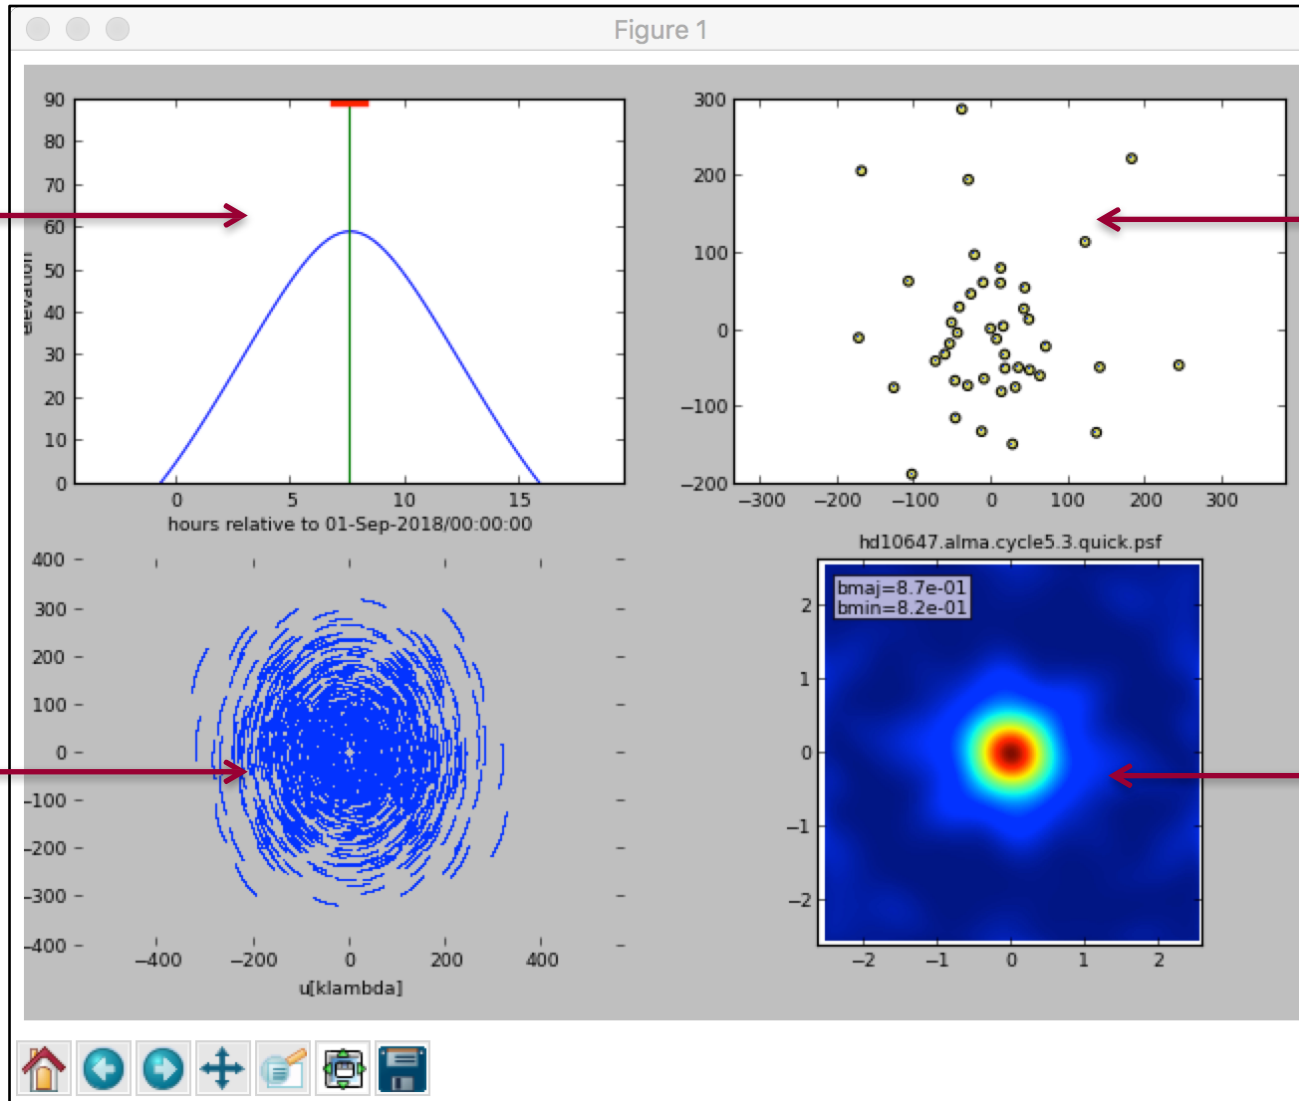 Figure 1
90
80
70
60
50
40
30
20
10
0
elevation
0 5 10 15
hours relative to 01-Sep-2018/00:00:00
300
200
100
0
−100
−200
−300 −200 −100 0 100 200 300
400
300
200
100
0
−100
−200
−300
−400
−400 −200 0 200 400
u[klambda]
hd10647.alma.cycle5.3.quick.psf
bmaj=8.7e-01
bmin=8.2e-01
2
1
0
−1
−2
−2 −1 0 1 2